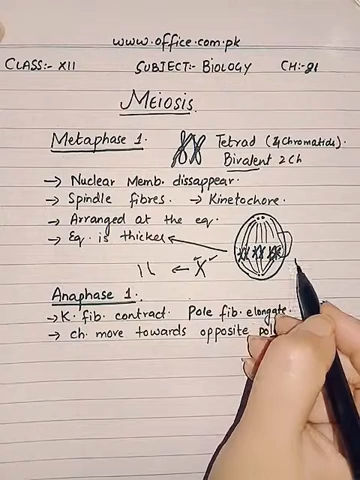 www.office.com.pk
CLASS:- XII SUBJECT:- BIOLOGY CH:- 21
MEIOSIS
Metaphase 1. Tetrad (4 Chromatids).
Bivalent 2 Ch
→ Nuclear Memb. dissappear.
→ Spindle fibres. → Kinetochore.
→ Arranged at the eq.
→ Eq. is thicker
Anaphase 1.
→ K. fib. contract. Pole fib. elongate.
→ ch. move towards opposite